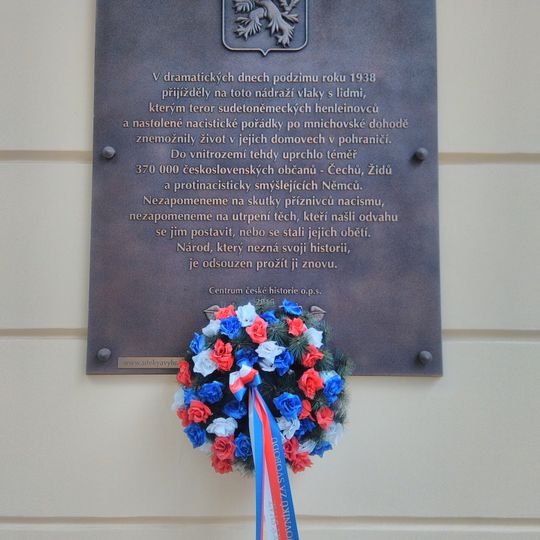 V dramatických dnech podzimu roku 1938
přijížděly na toto nádraží vlaky s lidmi,
kterým teror sudetoněmeckých henleinovců
a nastolené nacistické pořádky po mnichovské dohodě
znemožnily život v jejich domovech v pohraničí.
Do vnitrozemí tehdy uprchlo téměř
370 000 československých občanů - Čechů, Židů
a protinacisticky smýšlejících Němců.
Nezapomeneme na skutky příznivců nacismu,
nezapomeneme na utrpení těch, kteří našli odvahu
se jim postavit, nebo se stali jejich obětí.
Národ, který nezná svoji historii,
je odsouzen prožít ji znovu.
Centrum české historie o.p.s.
2016